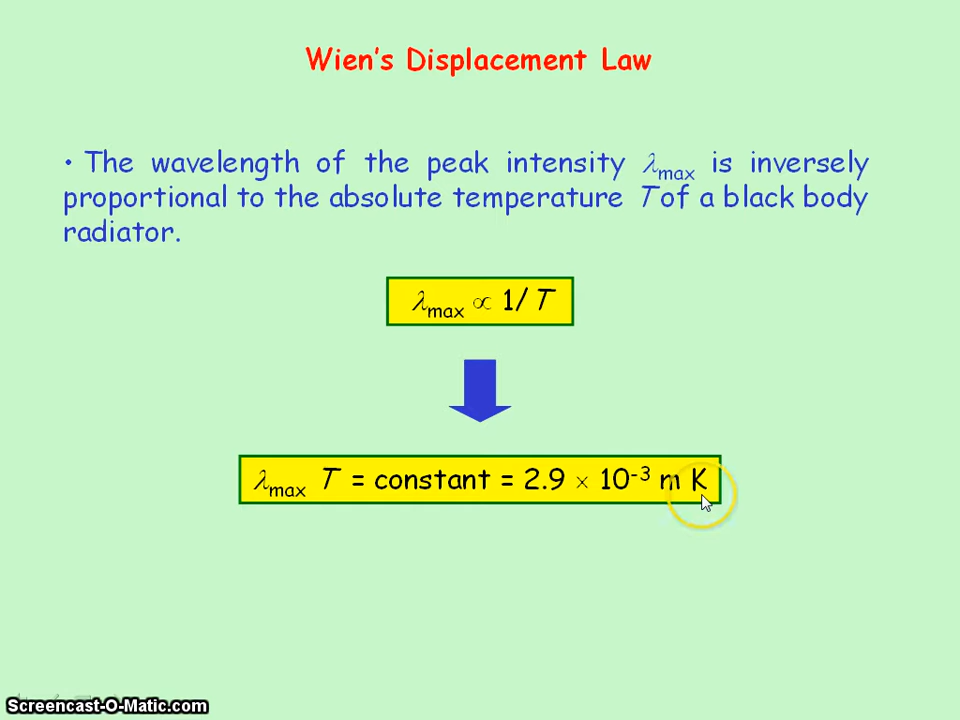 Wien's Displacement Law
• The wavelength of the peak intensity λmax is inversely
proportional to the absolute temperature T of a black body
radiator.
λmax ∝ 1/T
λmax T = constant = 2.9 × 10⁻³ m K
Screencast-O-Matic.com